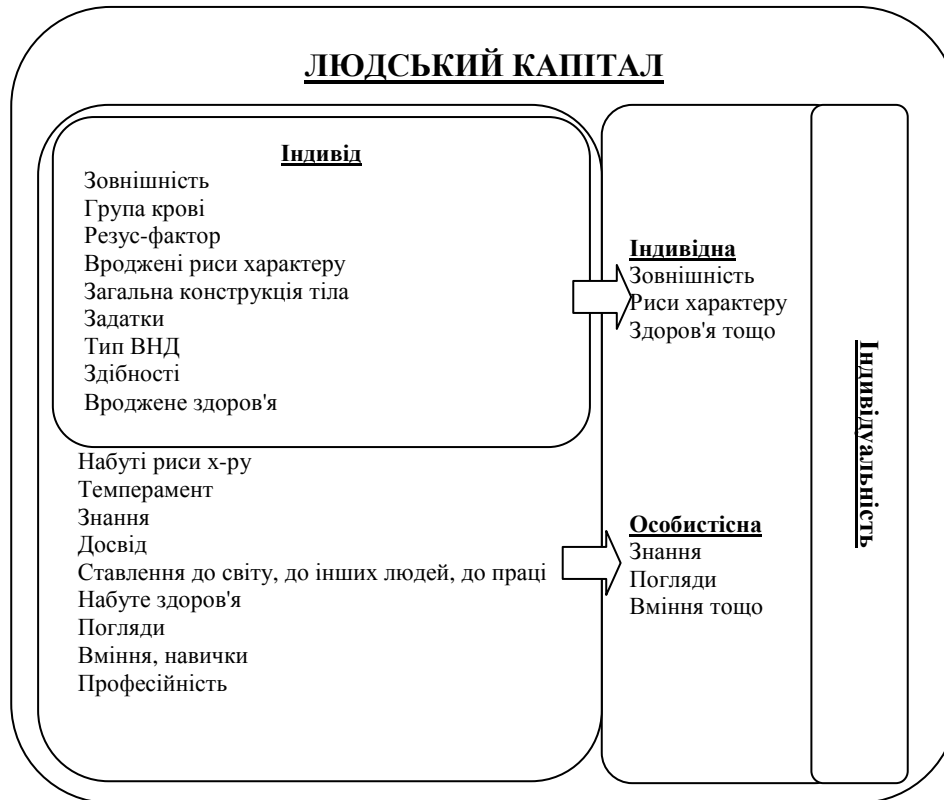 ЛЮДСЬКИЙ КАПІТАЛ
Індивід
Зовнішність
Група крові
Резус-фактор
Вроджені риси характеру
Загальна конструкція тіла
Задатки
Тип ВНД
Здібності
Вроджене здоров'я
Набуті риси х-ру
Темперамент
Знання
Досвід
Ставлення до світу, до інших людей, до праці
Набуте здоров'я
Погляди
Вміння, навички
Професійність
Індивідна
Зовнішність
Риси характеру
Здоров'я тощо
Особистісна
Знання
Погляди
Вміння тощо
Індивідуальність